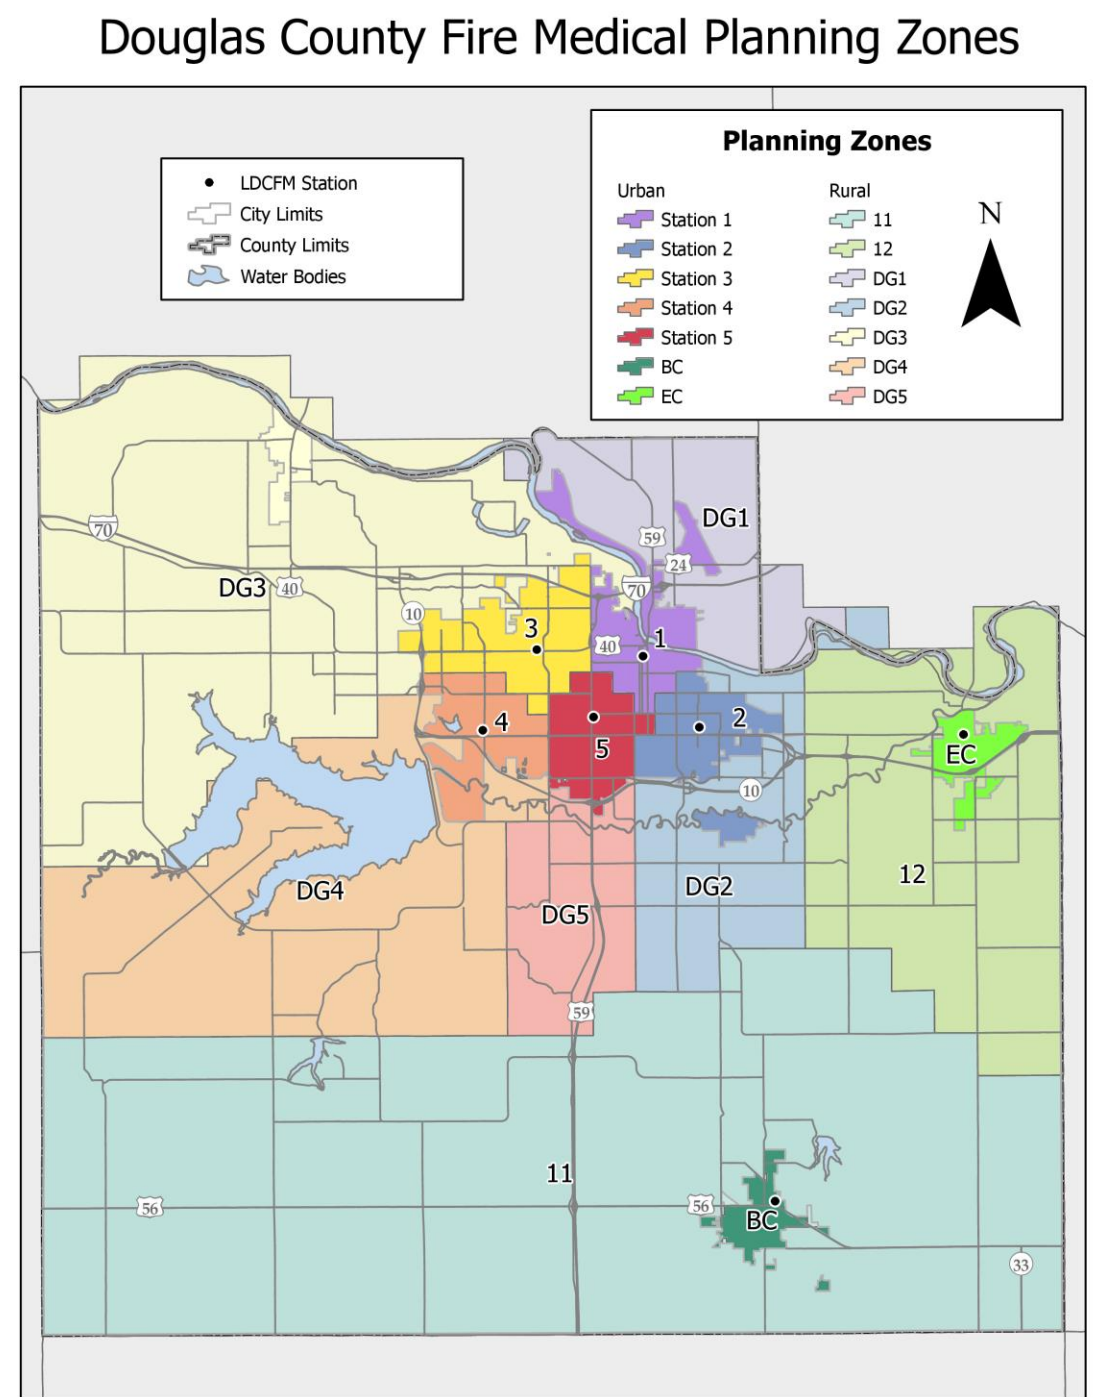 Douglas County Fire Medical Planning Zones
LDCFM Station
City Limits
County Limits
Water Bodies
Planning Zones
Urban
Station 1
Station 2
Station 3
Station 4
Station 5
BC
EC
Rural
11
12
DG1
DG2
DG3
DG4
DG5
N
DG1
70
59
24
DG3
40
70
10
3
40
1
4
5
2
EC
10
DG4
DG2
12
DG5
59
11
56
56
BC
33